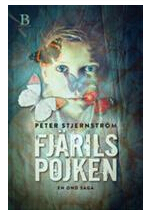 B
PETER STJERNSTRÖM
FJÄRILS
POJKEN
EN OND SAGA